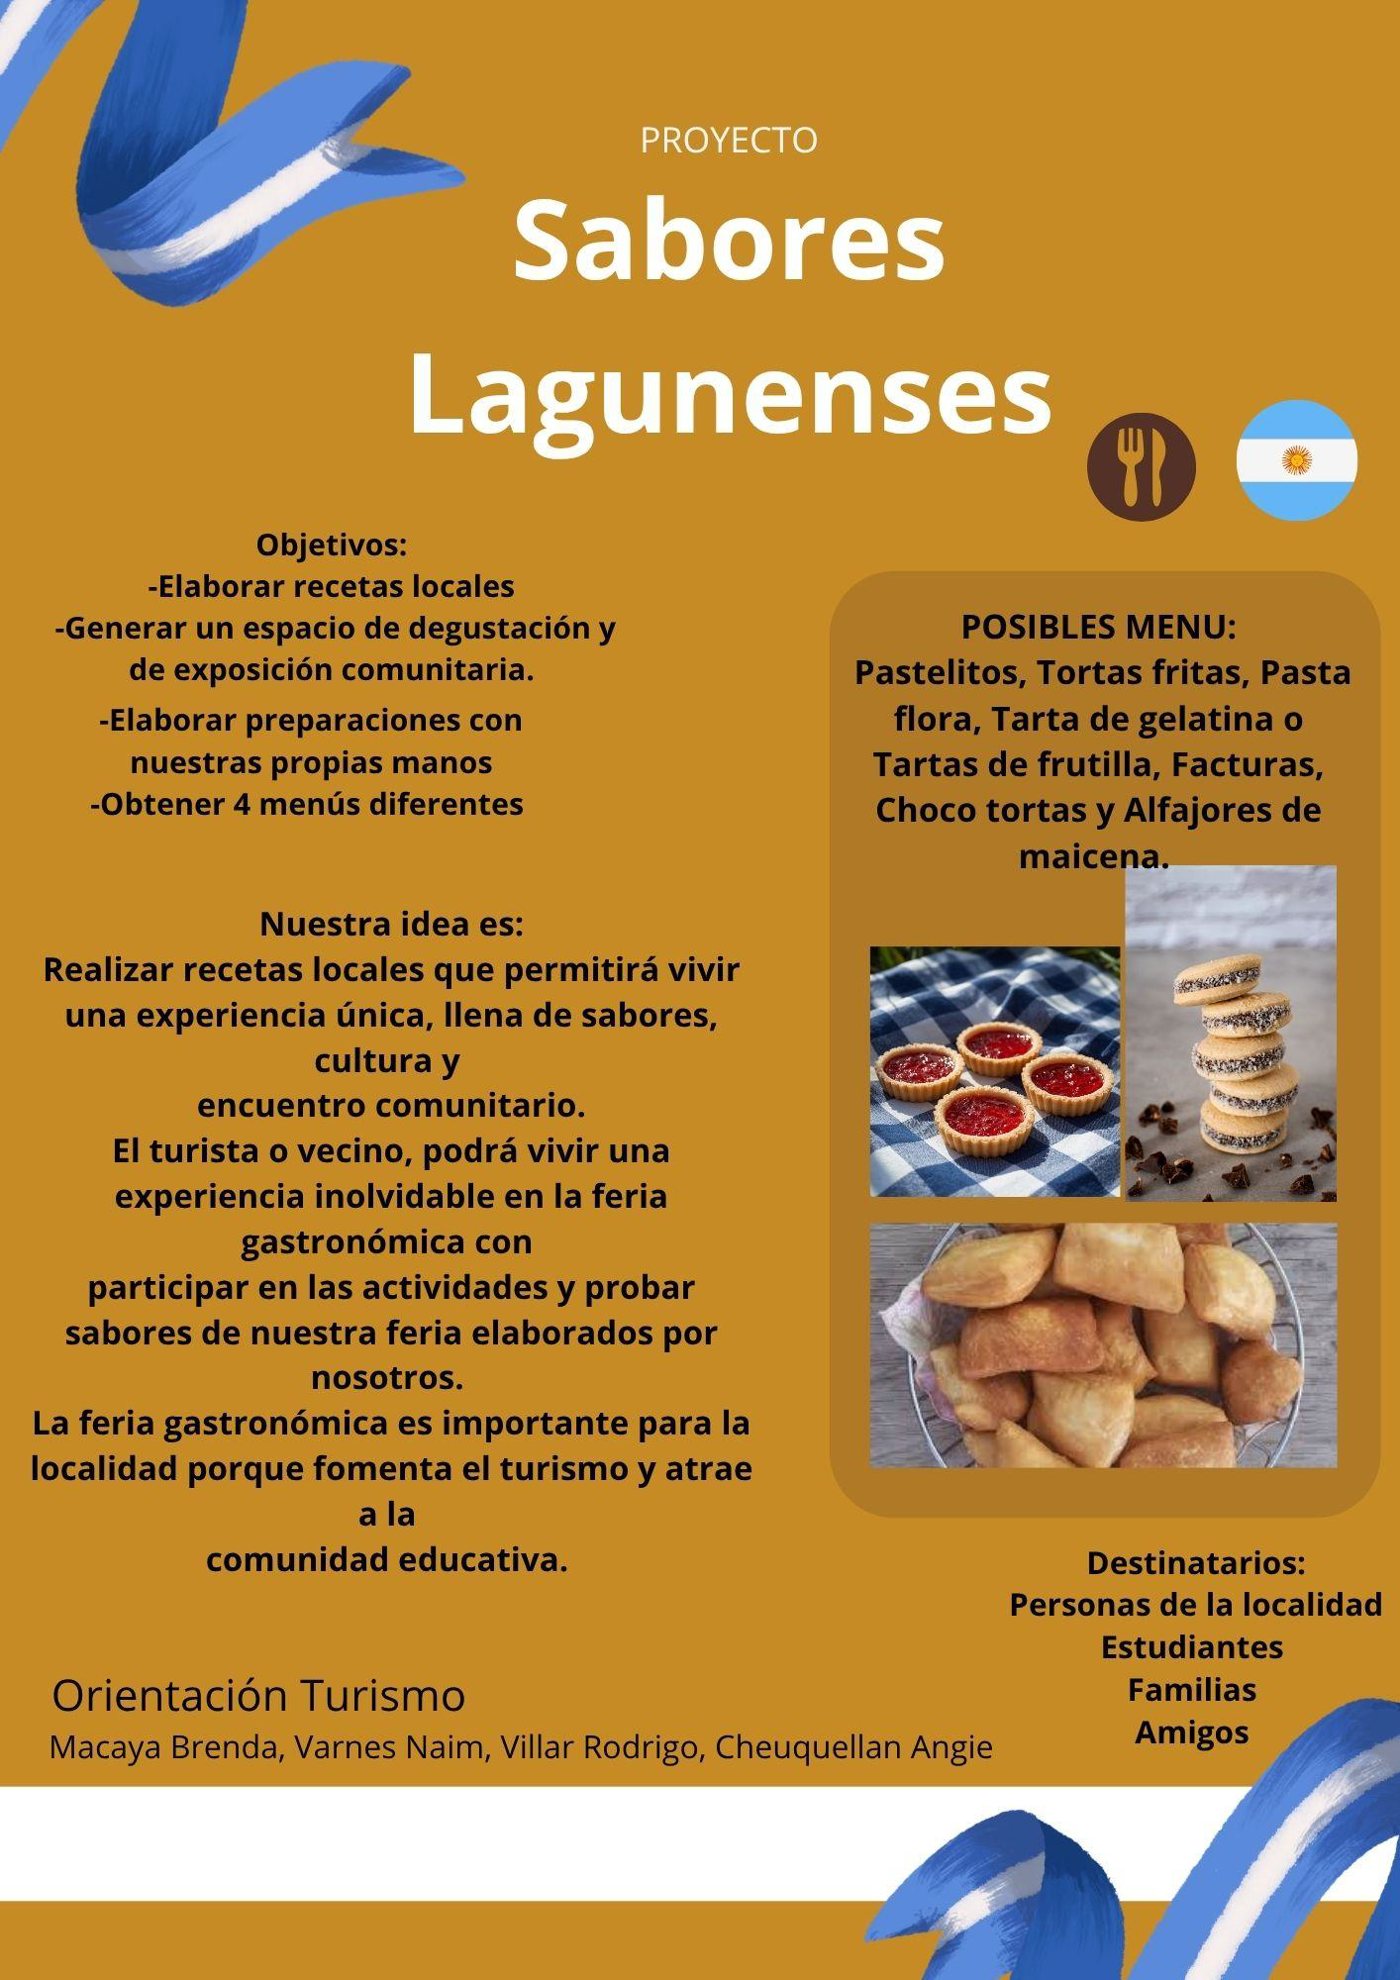 PROYECTO
Sabores
Lagunenses
Objetivos:
-Elaborar recetas locales
-Generar un espacio de degustación y
de exposición comunitaria.
-Elaborar preparaciones con
nuestras propias manos
-Obtener 4 menús diferentes
Nuestra idea es:
Realizar recetas locales que permitirá vivir
una experiencia única, llena de sabores,
cultura y
encuentro comunitario.
El turista o vecino, podrá vivir una
experiencia inolvidable en la feria
gastronómica con
participar en las actividades y probar
sabores de nuestra feria elaborados por
nosotros.
La feria gastronómica es importante para la
localidad porque fomenta el turismo y atrae
a la
comunidad educativa.
POSIBLES MENU:
Pastelitos, Tortas fritas, Pasta
flora, Tarta de gelatina o
Tartas de frutilla, Facturas,
Choco tortas y Alfajores de
maicena.
Destinatarios:
Personas de la localidad
Estudiantes
Familias
Amigos
Orientación Turismo
Macaya Brenda, Varnes Naim, Villar Rodrigo, Cheuquellan Angie